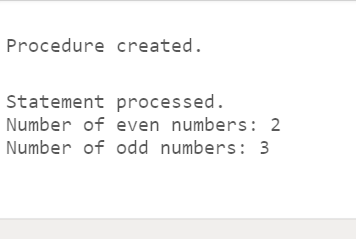 Procedure created.
Statement processed.
Number of even numbers: 2
Number of odd numbers: 3